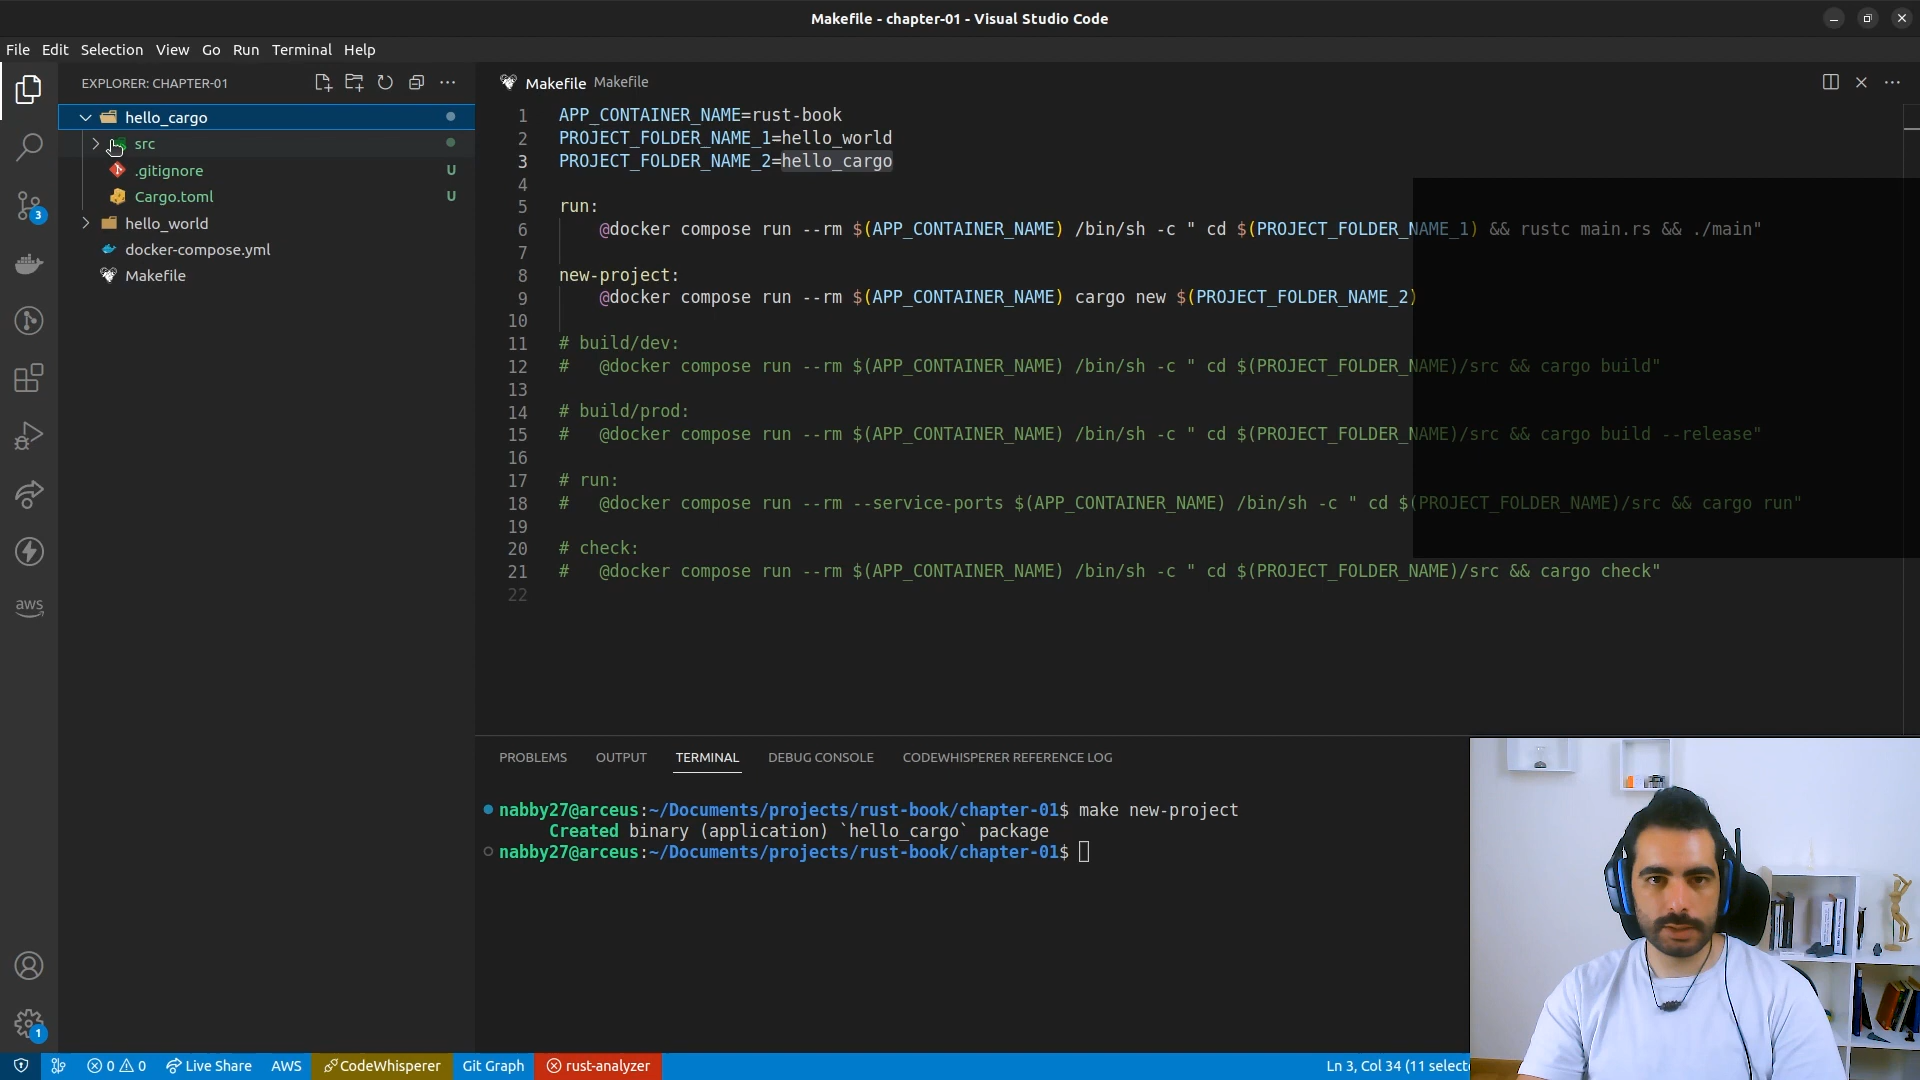 Makefile - chapter-01 - Visual Studio Code
File Edit Selection View Go Run Terminal Help
EXPLORER: CHAPTER-01
hello_cargo
src
.gitignore U
Cargo.toml U
hello_world
docker-compose.yml
Makefile
3
aws
1
Makefile Makefile
1 APP_CONTAINER_NAME=rust-book
2 PROJECT_FOLDER_NAME_1=hello_world
3 PROJECT_FOLDER_NAME_2=hello_cargo
4
5 run:
6 @docker compose run --rm $(APP_CONTAINER_NAME) /bin/sh -c " cd $(PROJECT_FOLDER_NAME_1) && rustc main.rs && ./main"
7
8 new-project:
9 @docker compose run --rm $(APP_CONTAINER_NAME) cargo new $(PROJECT_FOLDER_NAME_2)
10
11 # build/dev:
12 # @docker compose run --rm $(APP_CONTAINER_NAME) /bin/sh -c " cd $(PROJECT_FOLDER_NAME)/src && cargo build"
13
14 # build/prod:
15 # @docker compose run --rm $(APP_CONTAINER_NAME) /bin/sh -c " cd $(PROJECT_FOLDER_NAME)/src && cargo build --release"
16
17 # run:
18 # @docker compose run --rm --service-ports $(APP_CONTAINER_NAME) /bin/sh -c " cd $(PROJECT_FOLDER_NAME)/src && cargo run"
19
20 # check:
21 # @docker compose run --rm $(APP_CONTAINER_NAME) /bin/sh -c " cd $(PROJECT_FOLDER_NAME)/src && cargo check"
22
PROBLEMS OUTPUT TERMINAL DEBUG CONSOLE CODEWHISPERER REFERENCE LOG
nabby27@arceus:~/Documents/projects/rust-book/chapter-01$ make new-project
Created binary (application) `hello_cargo` package
nabby27@arceus:~/Documents/projects/rust-book/chapter-01$
0 0 Live Share AWS CodeWhisperer Git Graph rust-analyzer Ln 3, Col 34 (11 selecte